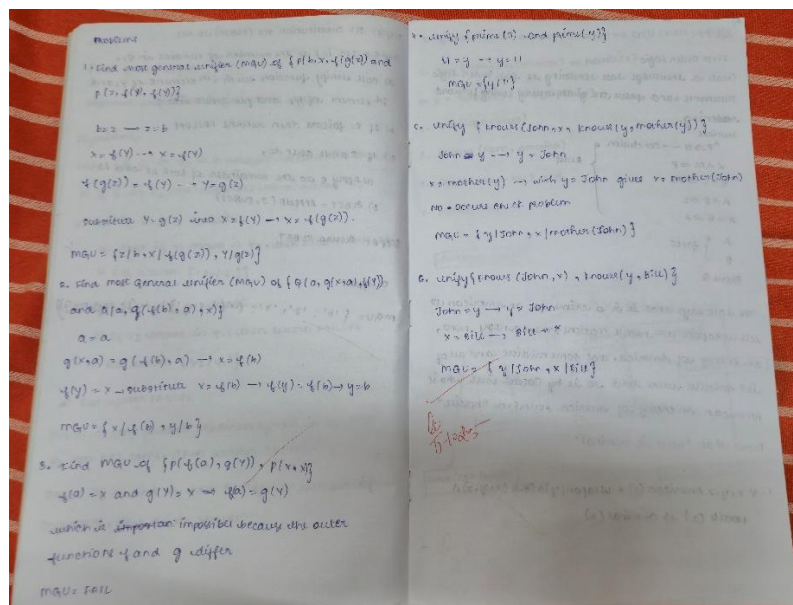 Problems
1. Find most general unifier (MGU) of {P(b,x,f(g(z)) and
P(z,f(Y),f(Y))}
b=z → z=b
x=f(Y) → x=f(Y)
f(g(z))=f(Y) → Y=g(z)
substitute Y=g(z) into x=f(Y) → x=f(g(z)).
MGU = {z/b, x/f(g(z)), Y/g(z)}
2. Find most General Unifier (MGU) of {Q(a,g(x,a),f(Y))
and Q(a,g(f(b),a),x)}
a=a
g(x,a) = g(f(b),a) → x=f(b)
f(y) = x → substitute x=f(b) → f(y)=f(b) → y=b
MGU = {x/f(b), y/b}
3. Find MGU of {P(f(a),g(Y)), P(x,x)}
f(a)=x and g(Y)=x → f(a)=g(Y)
which is impossibel because the outer
functions f and g differ
MGU = FAIL
unify {prime(11) and prime(y)}
11=y → y=11
MGU = {y/11}
unify {knows(John,x, knows(y,mother(y))}
John=y → y=John
x=mother(y) → with y=John gives x=mother(John)
No occurs check problem
MGU = {y/John, x/mother(John)}
6. unify {knows(John,x), knows(y,Bill)}
John=y → y=John
x=Bill → Bill=x
MGU = {y/John, x/Bill}